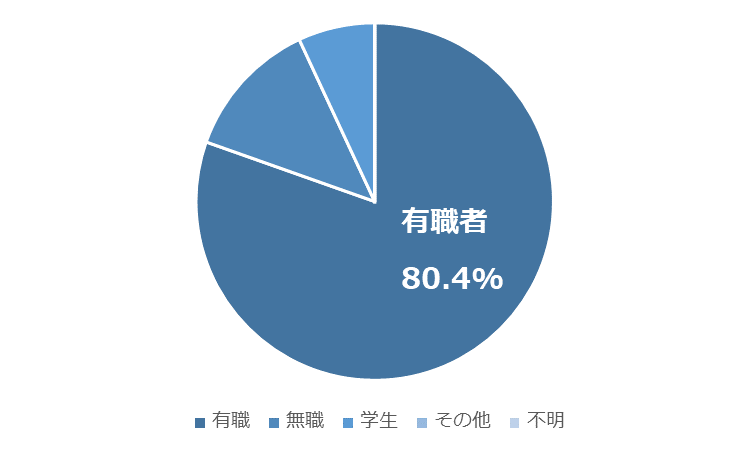 有職者
80.4%
有職 無職 学生 その他 不明